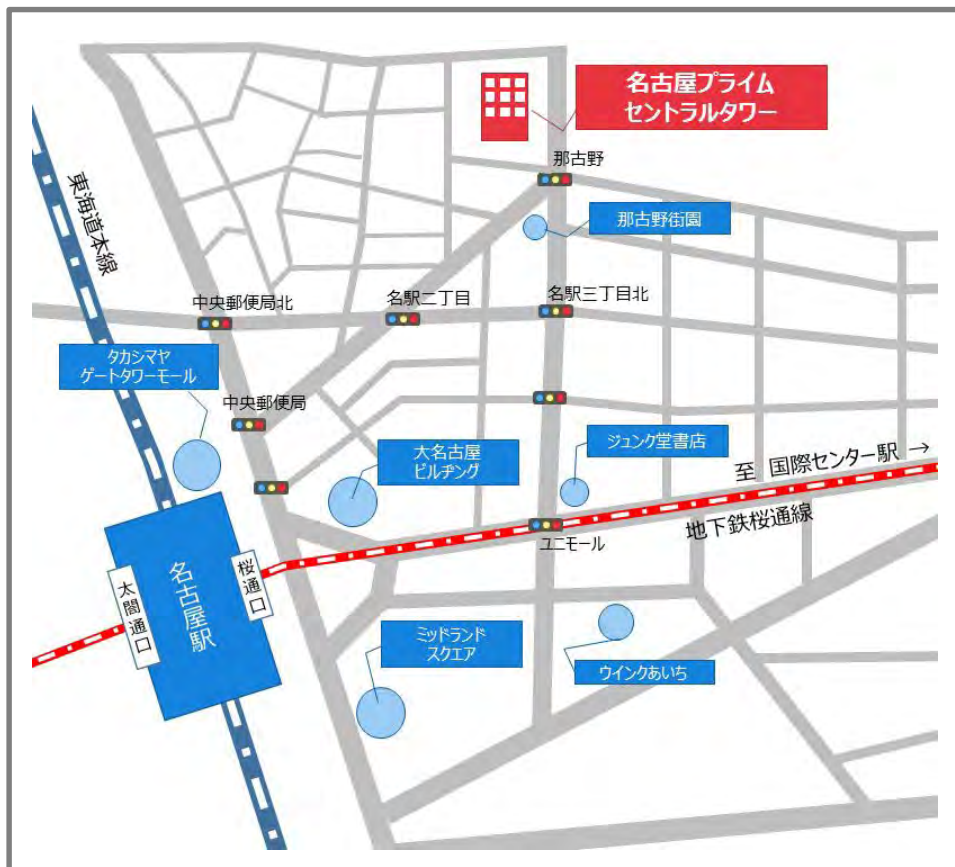 名古屋プライム
セントラルタワー
那古野
那古野街園
東海道本線
中央郵便局北
名駅二丁目
名駅三丁目北
タカシマヤ
ゲートタワーモール
中央郵便局
大名古屋
ビルヂング
ジュンク堂書店
至 国際センター駅 →
地下鉄桜通線
ユニモール
桜通口
名古屋駅
太閤通口
ミッドランド
スクエア
ウインクあいち